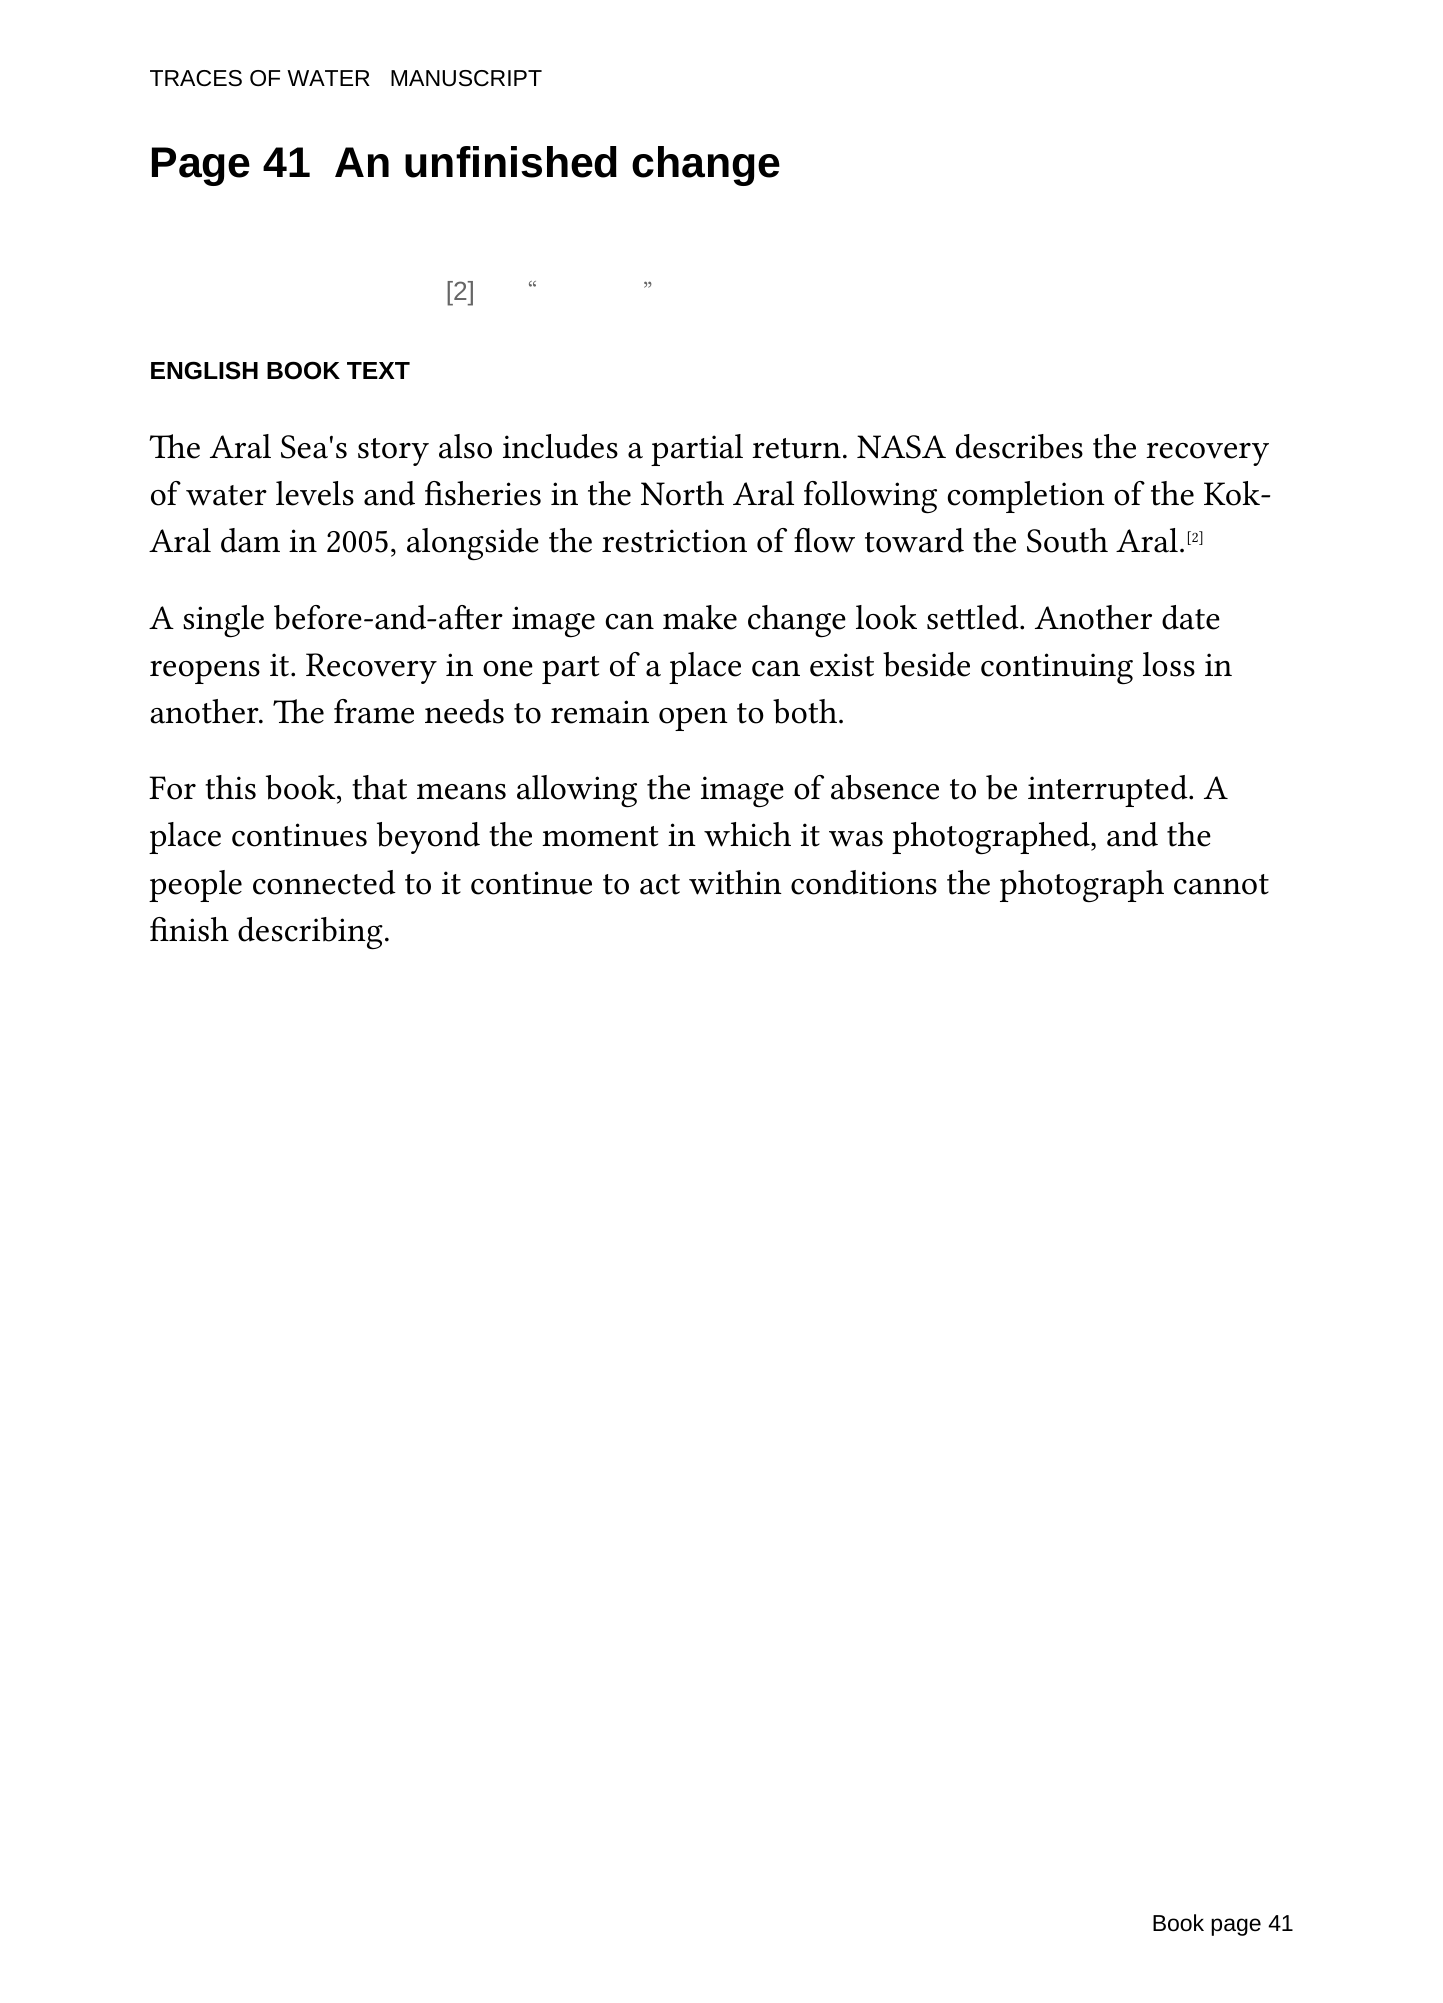 TRACES OF WATER   MANUSCRIPT
Page 41  An unfinished change
[2] “ ”
ENGLISH BOOK TEXT
The Aral Sea's story also includes a partial return. NASA describes the recovery
of water levels and fisheries in the North Aral following completion of the Kok-
Aral dam in 2005, alongside the restriction of flow toward the South Aral.[2]
A single before-and-after image can make change look settled. Another date
reopens it. Recovery in one part of a place can exist beside continuing loss in
another. The frame needs to remain open to both.
For this book, that means allowing the image of absence to be interrupted. A
place continues beyond the moment in which it was photographed, and the
people connected to it continue to act within conditions the photograph cannot
finish describing.
Book page 41